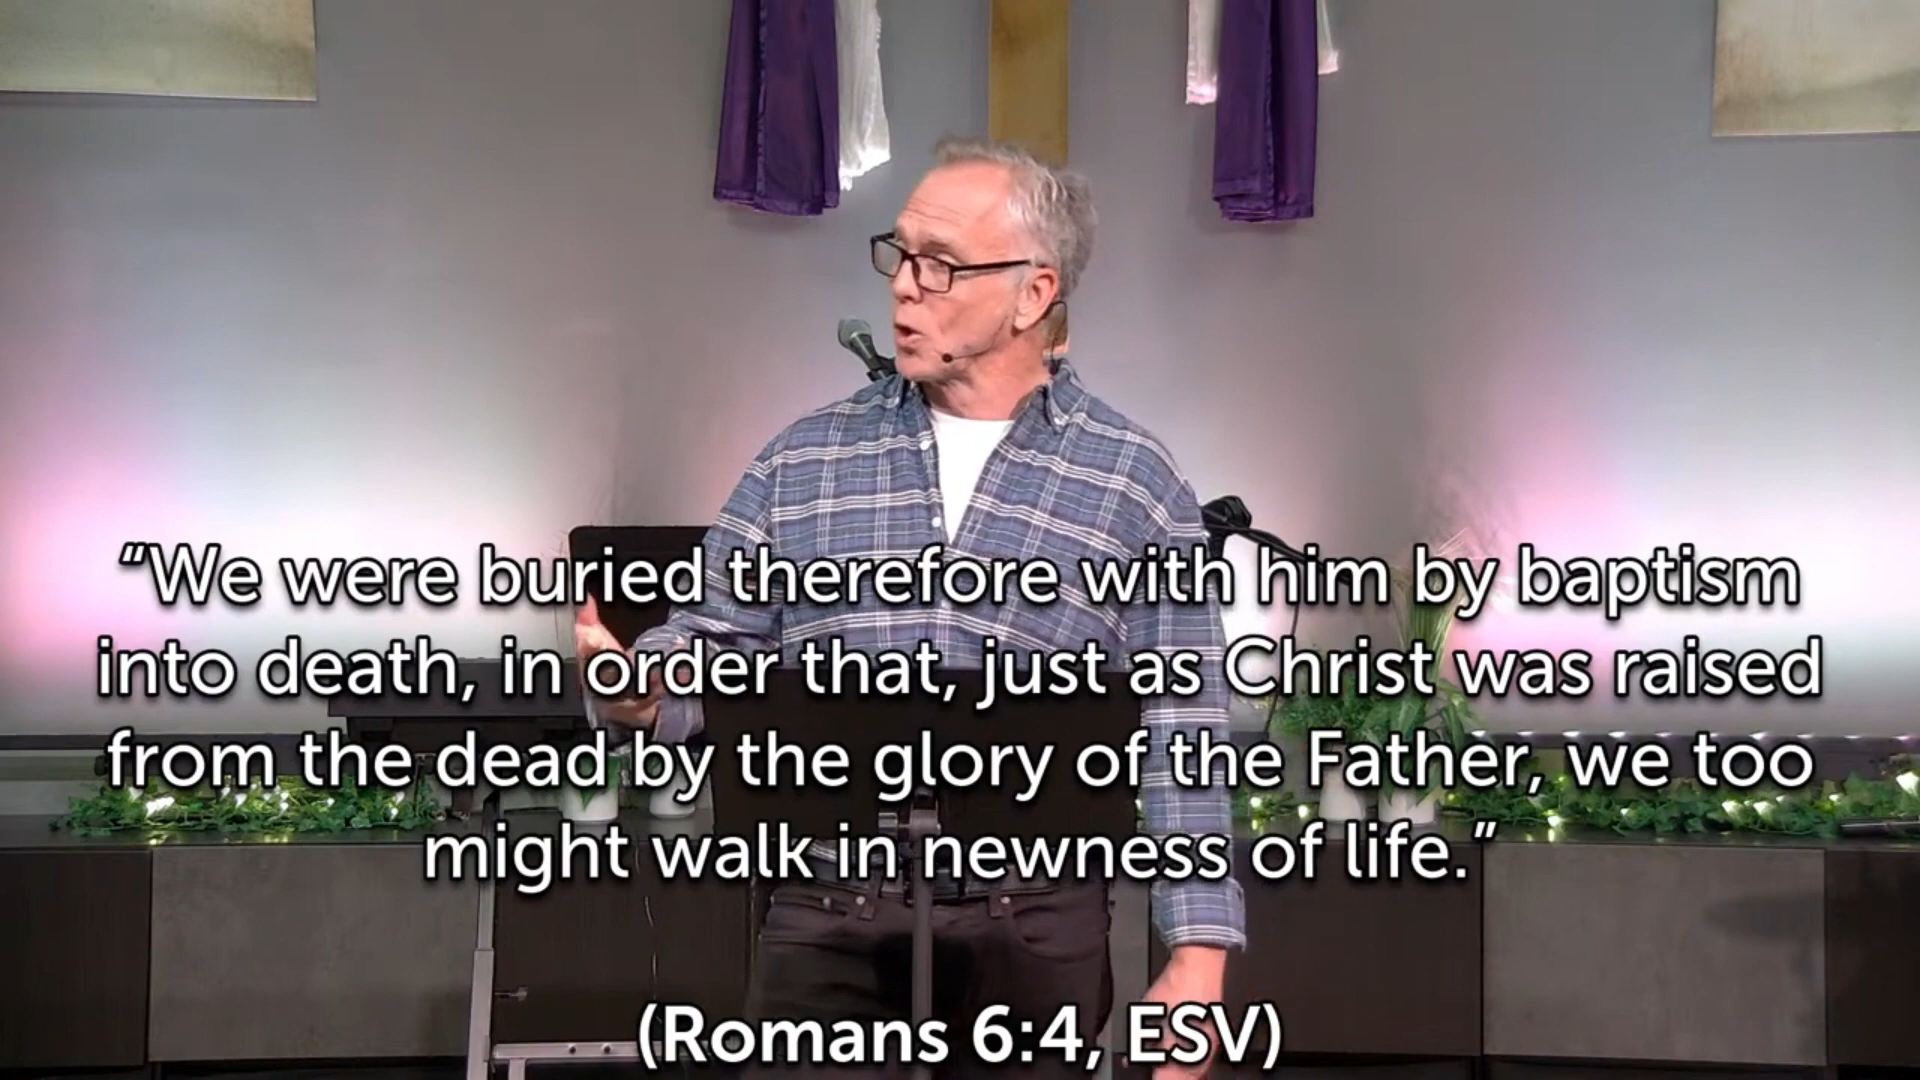 “We were buried therefore with him by baptism
into death, in order that, just as Christ was raised
from the dead by the glory of the Father, we too
might walk in newness of life.”
(Romans 6:4, ESV)